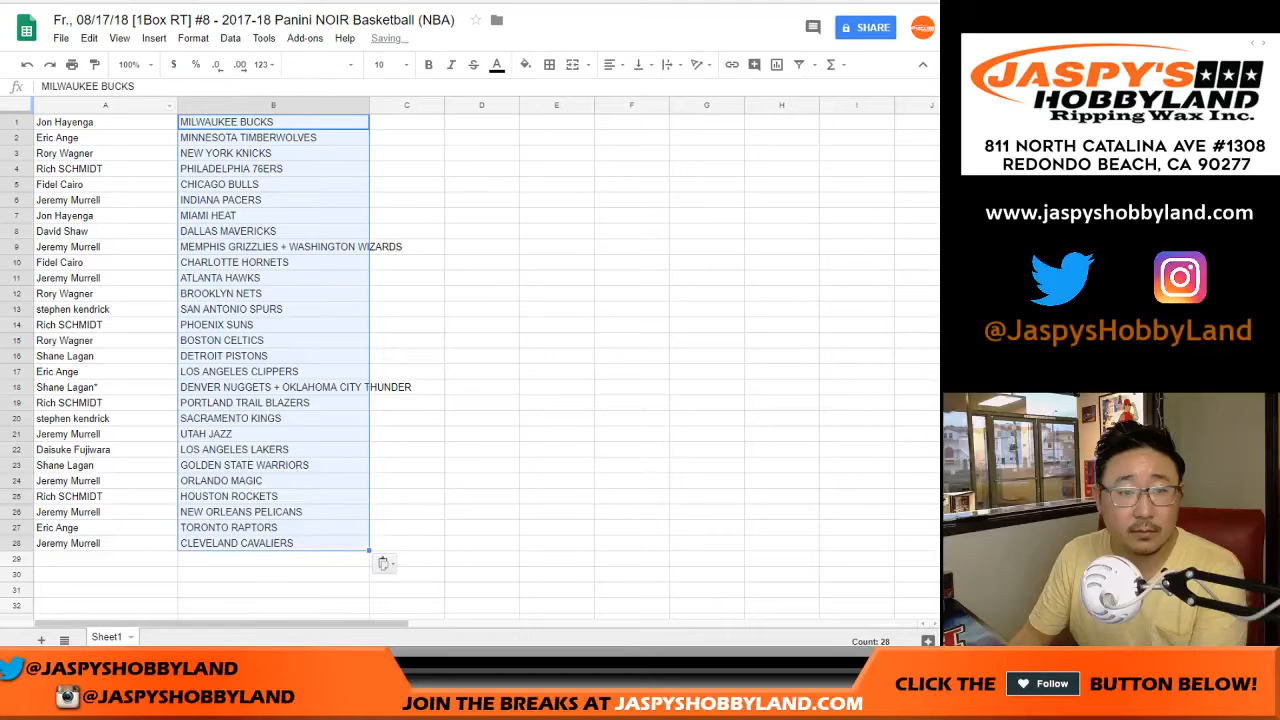 Fr., 08/17/18 [1Box RT] #8 - 2017-18 Panini NOIR Basketball (NBA)
File Edit View Insert Format Data Tools Add-ons Help Saving...
SHARE
100% $ % .0 .00 123 10 B I S A
fx MILWAUKEE BUCKS
A B C D E F G H I J
1 Jon Hayenga MILWAUKEE BUCKS
2 Eric Ange MINNESOTA TIMBERWOLVES
3 Rory Wagner NEW YORK KNICKS
4 Rich SCHMIDT PHILADELPHIA 76ERS
5 Fidel Cairo CHICAGO BULLS
6 Jeremy Murrell INDIANA PACERS
7 Jon Hayenga MIAMI HEAT
8 David Shaw DALLAS MAVERICKS
9 Jeremy Murrell MEMPHIS GRIZZLIES + WASHINGTON WIZARDS
10 Fidel Cairo CHARLOTTE HORNETS
11 Jeremy Murrell ATLANTA HAWKS
12 Rory Wagner BROOKLYN NETS
13 stephen kendrick SAN ANTONIO SPURS
14 Rich SCHMIDT PHOENIX SUNS
15 Rory Wagner BOSTON CELTICS
16 Shane Lagan DETROIT PISTONS
17 Eric Ange LOS ANGELES CLIPPERS
18 Shane Lagan* DENVER NUGGETS + OKLAHOMA CITY THUNDER
19 Rich SCHMIDT PORTLAND TRAIL BLAZERS
20 stephen kendrick SACRAMENTO KINGS
21 Jeremy Murrell UTAH JAZZ
22 Daisuke Fujiwara LOS ANGELES LAKERS
23 Shane Lagan GOLDEN STATE WARRIORS
24 Jeremy Murrell ORLANDO MAGIC
25 Rich SCHMIDT HOUSTON ROCKETS
26 Jeremy Murrell NEW ORLEANS PELICANS
27 Eric Ange TORONTO RAPTORS
28 Jeremy Murrell CLEVELAND CAVALIERS
29
30
31
32
Sheet1
Count: 28
JASPY'S
HOBBYLAND
Ripping Wax Inc.
811 NORTH CATALINA AVE #1308
REDONDO BEACH, CA 90277
www.jaspyshobbyland.com
@JaspysHobbyLand
@JASPYSHOBBYLAND
@JASPYSHOBBYLAND
JOIN THE BREAKS AT JASPYSHOBBYLAND.COM
CLICK THE Follow BUTTON BELOW!